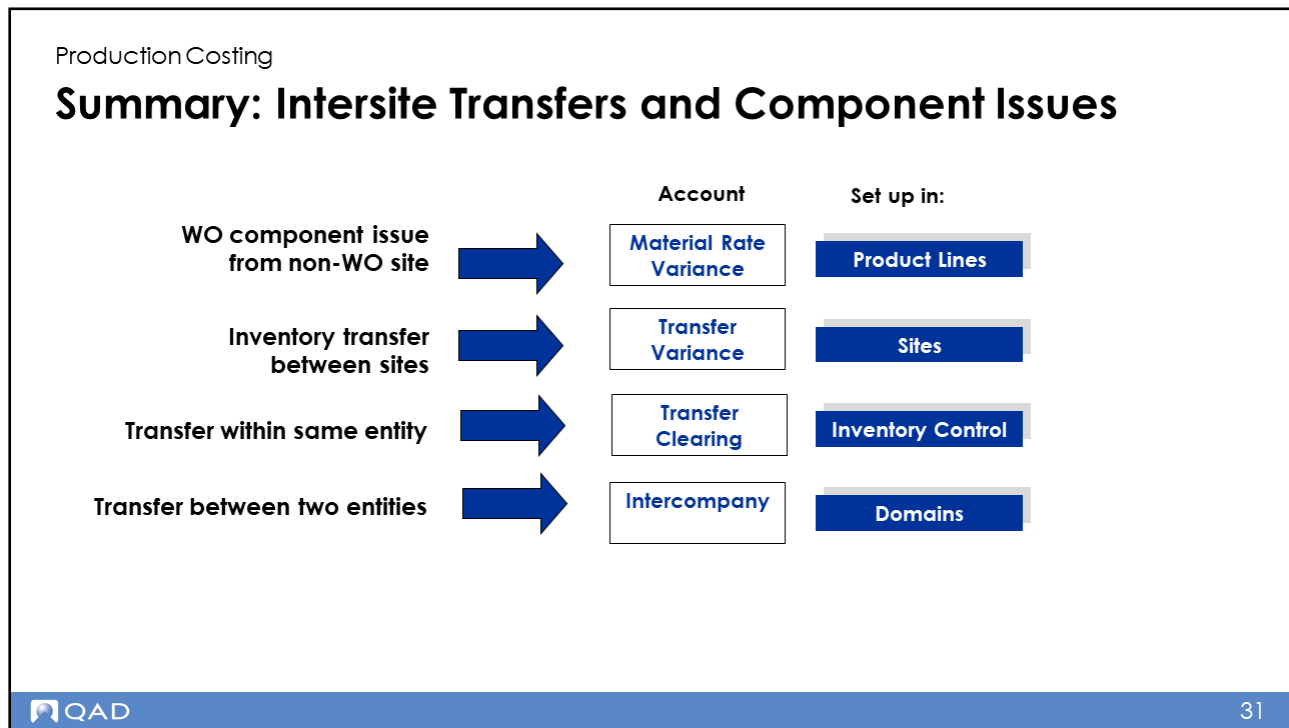 Production Costing
Summary: Intersite Transfers and Component Issues
Account
Set up in:
WO component issue
from non-WO site
Material Rate
Variance
Product Lines
Inventory transfer
between sites
Transfer
Variance
Sites
Transfer within same entity
Transfer
Clearing
Inventory Control
Transfer between two entities
Intercompany
Domains
QAD
31